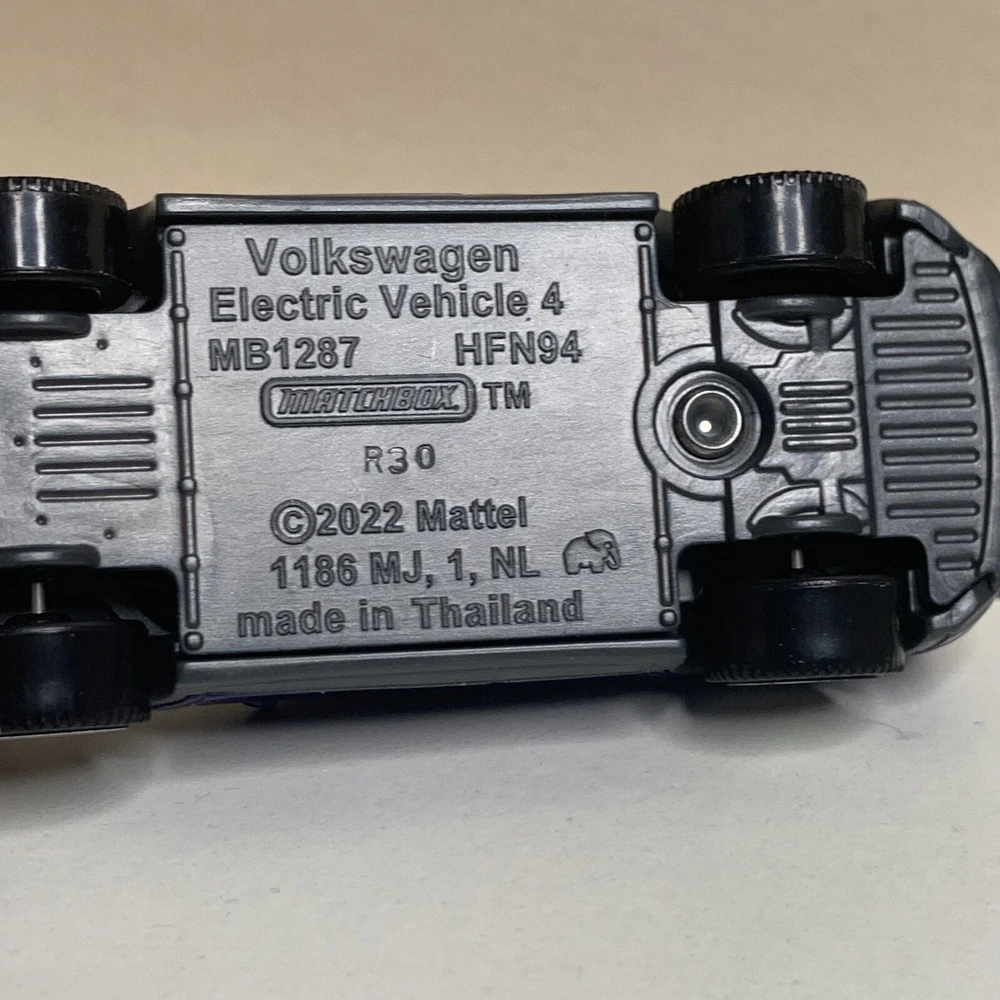 Volkswagen
Electric Vehicle 4
MB1287 HFN94
MATCHBOX TM
R30
©2022 Mattel
1186 MJ, 1, NL
made in Thailand